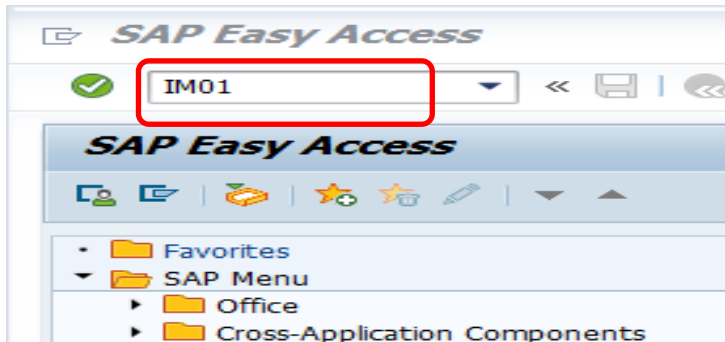 SAP Easy Access
IM01
SAP Easy Access
Favorites
SAP Menu
Office
Cross-Application Components